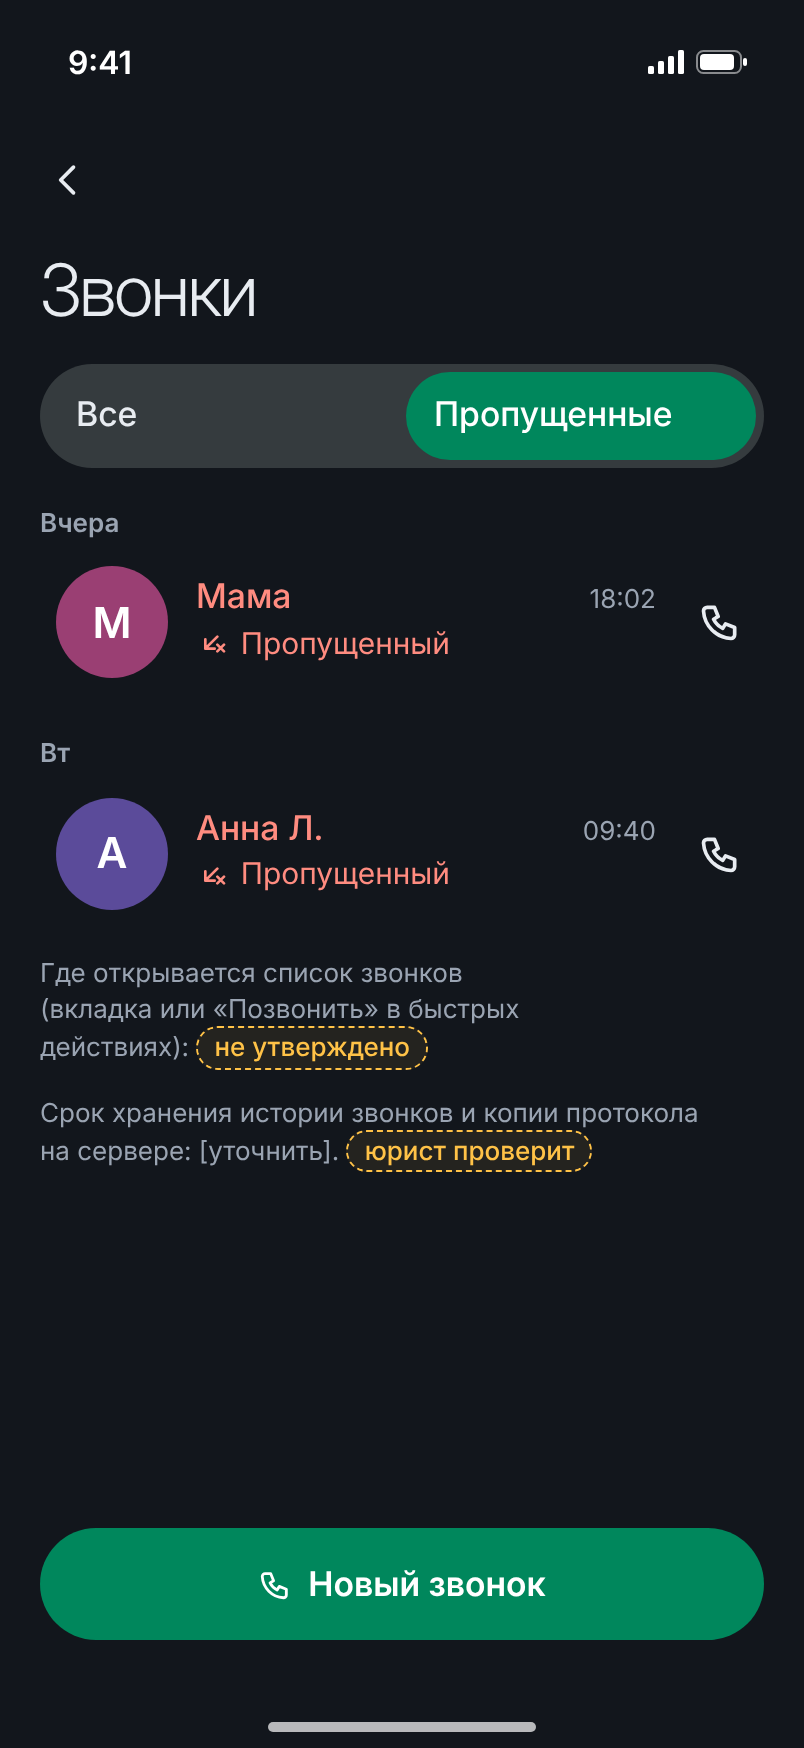 9:41
Звонки
Все
Пропущенные
Вчера
М
Мама
18:02
Пропущенный
Вт
А
Анна Л.
09:40
Пропущенный
Где открывается список звонков
(вкладка или «Позвонить» в быстрых
действиях): не утверждено
Срок хранения истории звонков и копии протокола
на сервере: [уточнить]. юрист проверит
Новый звонок